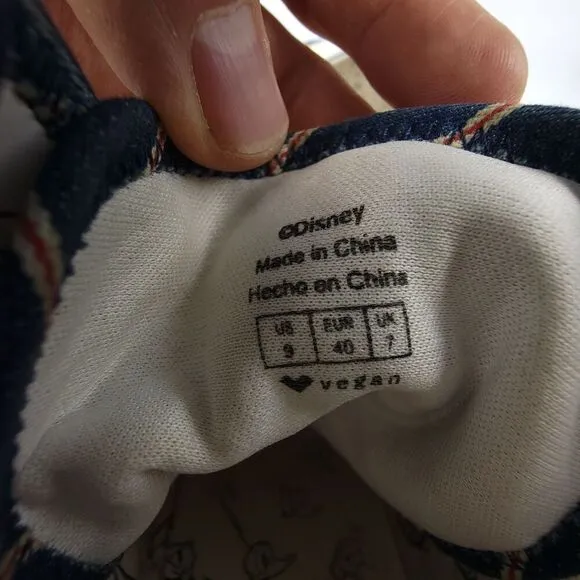 ©Disney
Made in China
Hecho en China
US EUR UK
9 40 7
vegan